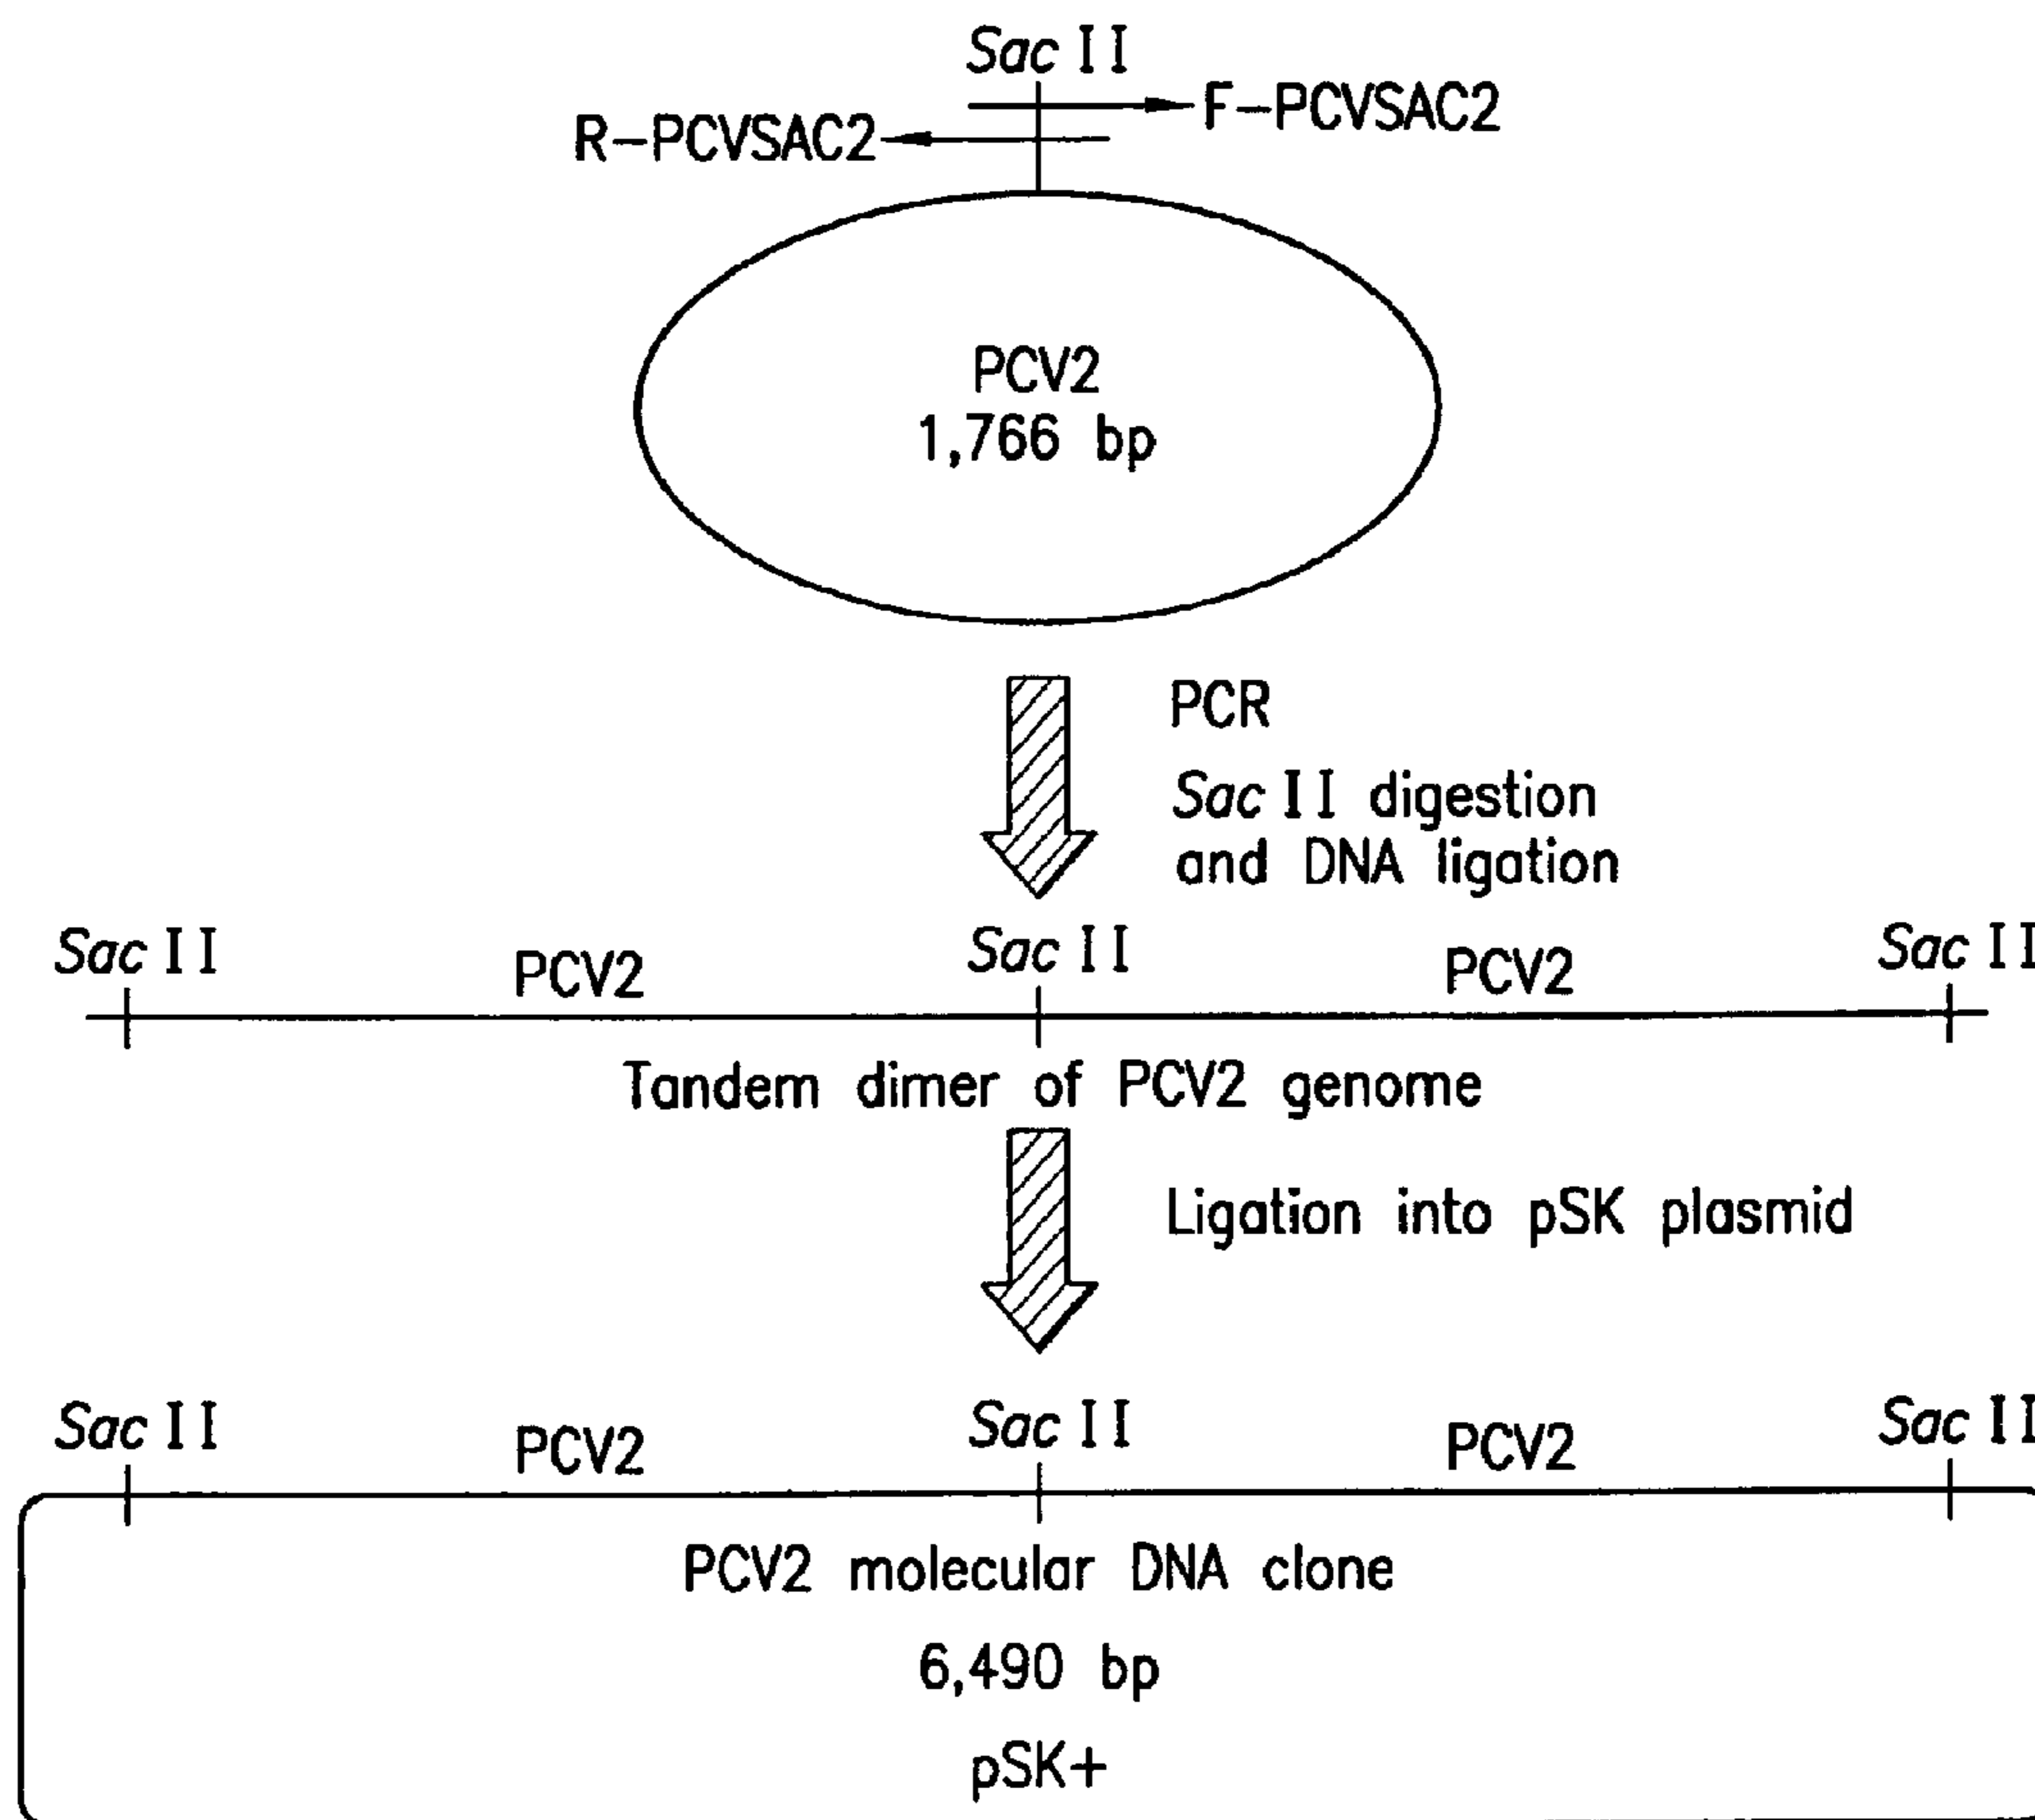 Sac II
F-PCVSAC2
R-PCVSAC2
PCV2
1,766 bp
PCR
Sac II digestion
and DNA ligation
Sac II PCV2 Sac II PCV2 Sac II
Tandem dimer of PCV2 genome
Ligation into pSK plasmid
Sac II PCV2 Sac II PCV2 Sac II
PCV2 molecular DNA clone
6,490 bp
pSK+